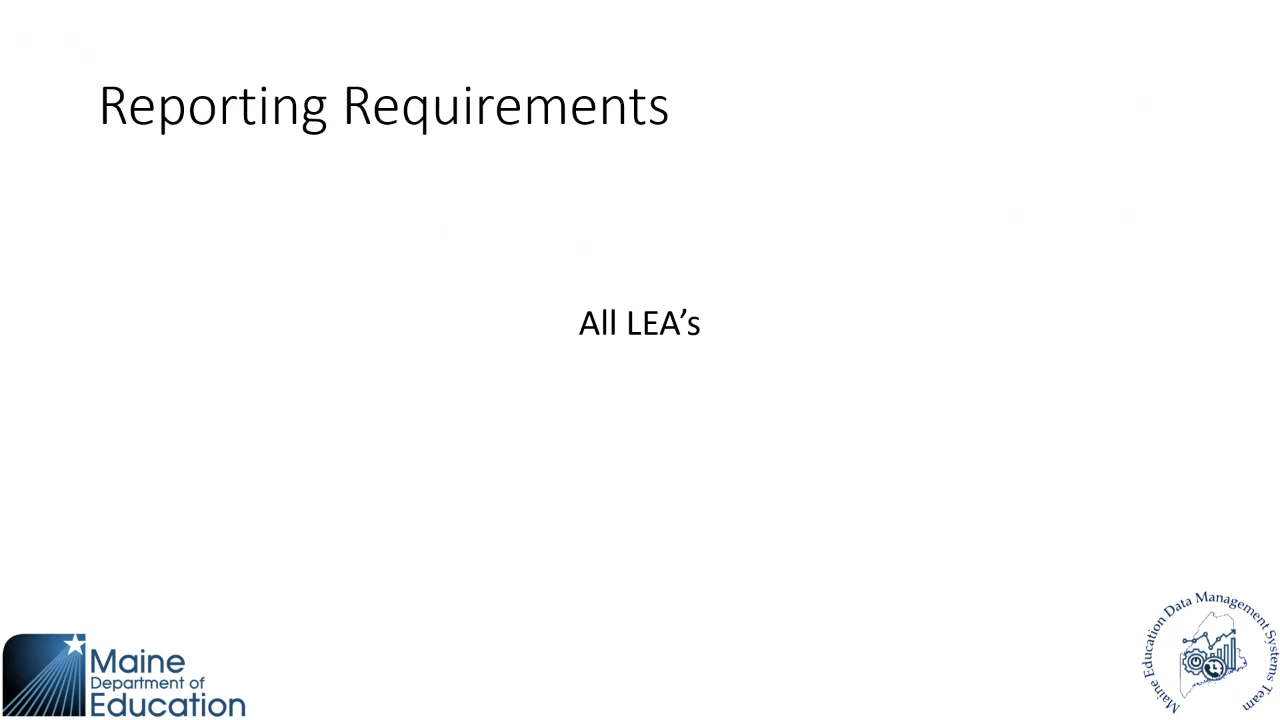 Reporting Requirements
All LEA’s
Maine
Department of
Education
Maine Education Data Management Systems Team